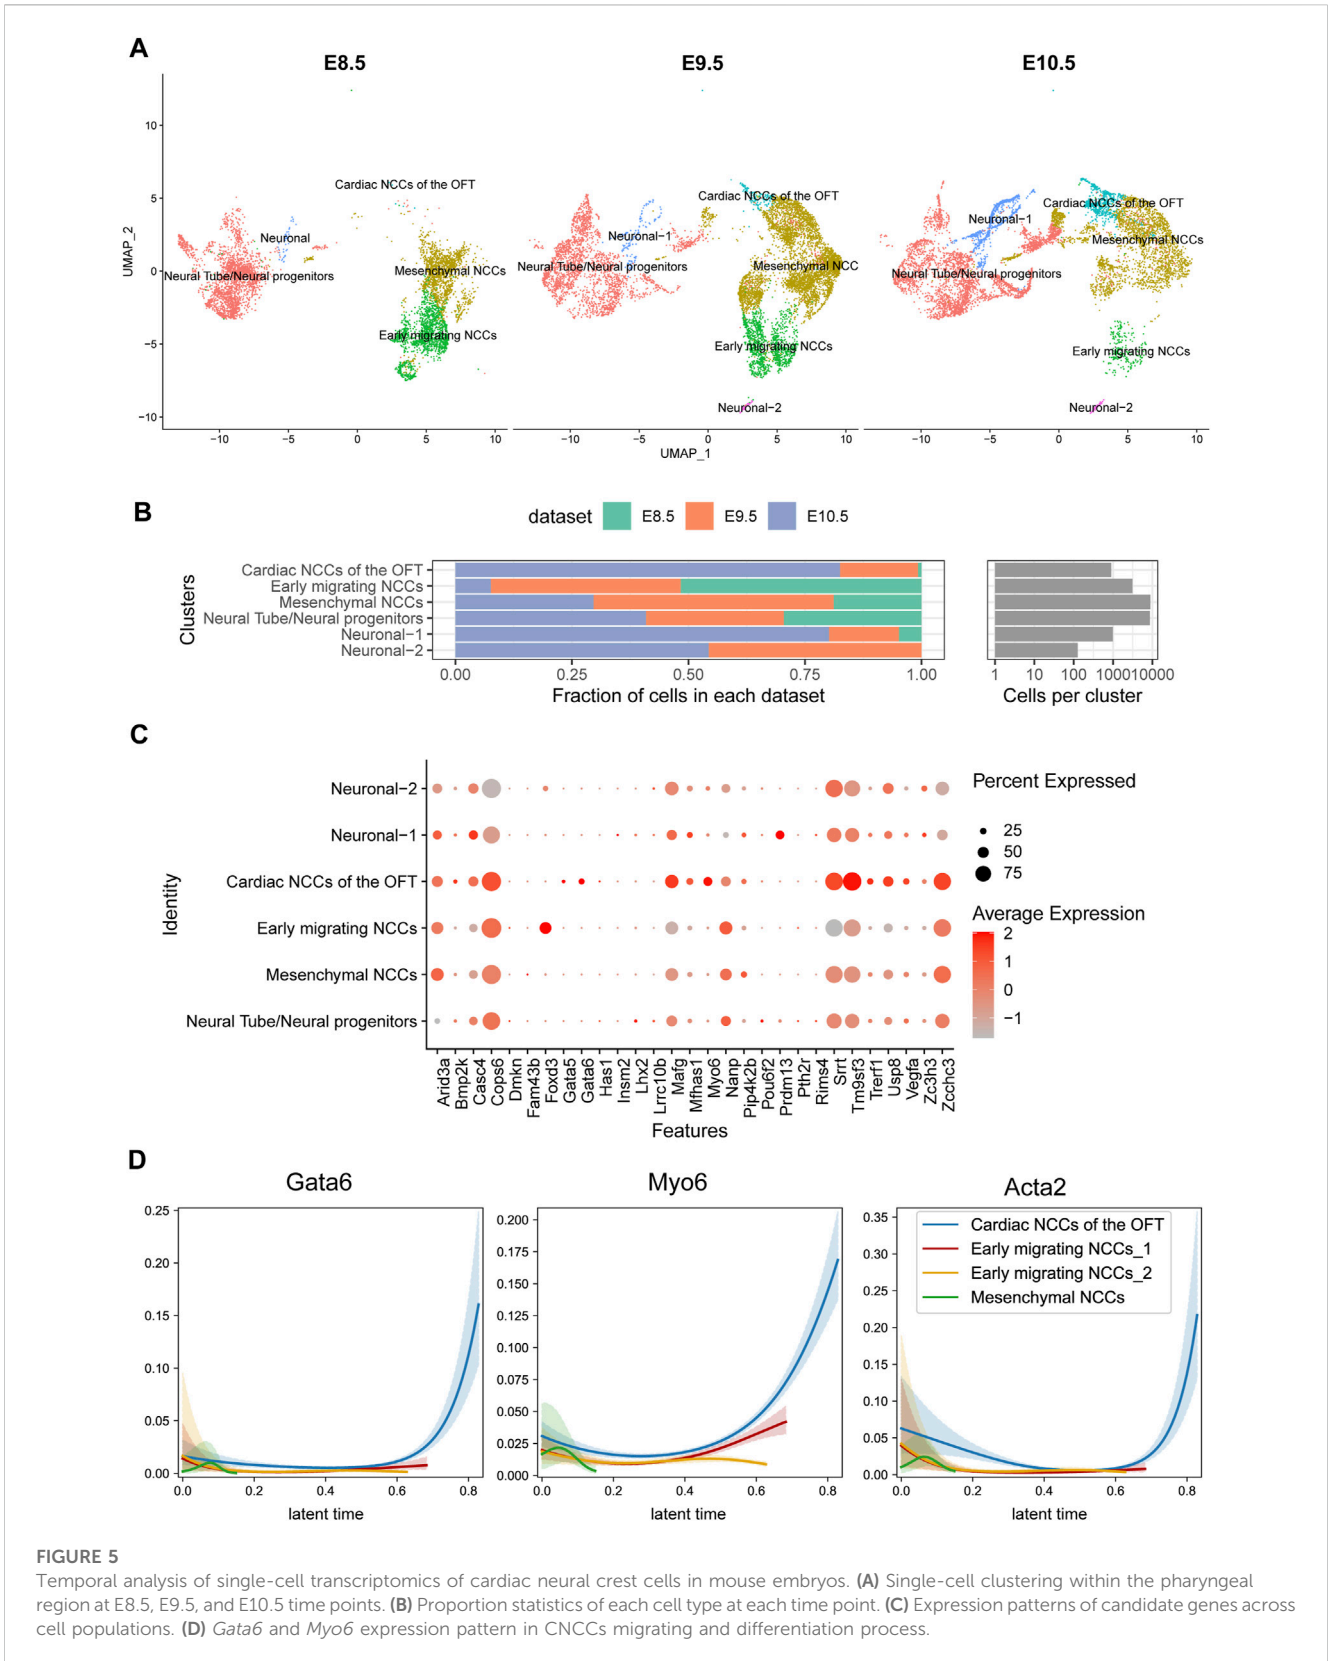 A
E8.5
E9.5
E10.5
UMAP_2
10
5
0
−5
−10
Cardiac NCCs of the OFT
Neuronal
Neural Tube/Neural progenitors
Mesenchymal NCCs
Early migrating NCCs
Cardiac NCCs of the OFT
Neuronal−1
Neural Tube/Neural progenitors
Mesenchymal NCC
Early migrating NCCs
Neuronal−2
Cardiac NCCs of the OFT
Neuronal−1
Mesenchymal NCCs
Neural Tube/Neural progenitors
Early migrating NCCs
Neuronal−2
−10 −5 0 5 10 −10 −5 0 5 10 −10 −5 0 5 10
UMAP_1
B
dataset E8.5 E9.5 E10.5
Clusters
Cardiac NCCs of the OFT
Early migrating NCCs
Mesenchymal NCCs
Neural Tube/Neural progenitors
Neuronal−1
Neuronal−2
0.00 0.25 0.50 0.75 1.00
Fraction of cells in each dataset
1 10 100 1000 10000
Cells per cluster
C
Identity
Neuronal−2
Neuronal−1
Cardiac NCCs of the OFT
Early migrating NCCs
Mesenchymal NCCs
Neural Tube/Neural progenitors
Arid3a
Bmp2k
Casc4
Cops6
Dmkn
Fam43b
Foxd3
Gata5
Gata6
Has1
Insm2
Lhx2
Lrrc10b
Mafg
Mfhas1
Myo6
Nanp
Pip4k2b
Pou6f2
Prdm13
Pth2r
Rims4
Srrt
Tm9sf3
Trerf1
Usp8
Vegfa
Zc3h3
Zcchc3
Features
Percent Expressed
25
50
75
Average Expression
2
1
0
−1
D
Gata6
0.25
0.20
0.15
0.10
0.05
0.00
0.0 0.2 0.4 0.6 0.8
latent time
Myo6
0.200
0.175
0.150
0.125
0.100
0.075
0.050
0.025
0.000
0.0 0.2 0.4 0.6 0.8
latent time
Acta2
0.35
0.30
0.25
0.20
0.15
0.10
0.05
0.00
0.0 0.2 0.4 0.6 0.8
latent time
Cardiac NCCs of the OFT
Early migrating NCCs_1
Early migrating NCCs_2
Mesenchymal NCCs
FIGURE 5
Temporal analysis of single-cell transcriptomics of cardiac neural crest cells in mouse embryos. (A) Single-cell clustering within the pharyngeal
region at E8.5, E9.5, and E10.5 time points. (B) Proportion statistics of each cell type at each time point. (C) Expression patterns of candidate genes across
cell populations. (D) Gata6 and Myo6 expression pattern in CNCCs migrating and differentiation process.